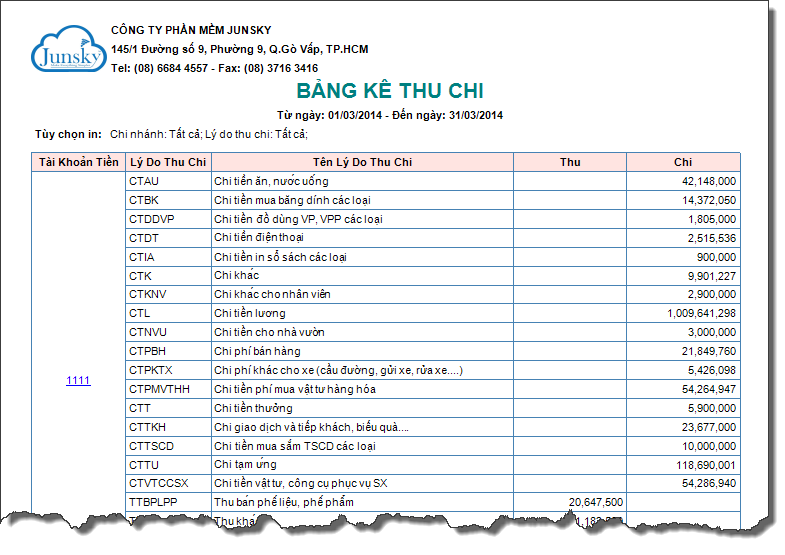 Junsky
CÔNG TY PHẦN MỀM JUNSKY
145/1 Đường số 9, Phường 9, Q.Gò Vấp, TP.HCM
Tel: (08) 6684 4557 - Fax: (08) 3716 3416
BẢNG KÊ THU CHI
Từ ngày: 01/03/2014 - Đến ngày: 31/03/2014
Tùy chọn in: Chi nhánh: Tất cả; Lý do thu chi: Tất cả;
Tài Khoản Tiền Lý Do Thu Chi Tên Lý Do Thu Chi Thu Chi
CTAU Chi tiền ăn, nước uống 42,148,000
CTBK Chi tiền mua băng dính các loại 14,372,050
CTDDVP Chi tiền đồ dùng VP, VPP các loại 1,805,000
CTDT Chi tiền điện thoại 2,515,536
CTIA Chi tiền in sổ sách các loại 900,000
CTK Chi khác 9,901,227
CTKNV Chi khác cho nhân viên 2,900,000
CTL Chi tiền lương 1,009,641,298
CTNVU Chi tiền cho nhà vườn 3,000,000
CTPBH Chi phí bán hàng 21,849,760
CTPKTX Chi phí khác cho xe (cầu đường, gửi xe, rửa xe....) 5,426,098
1111
CTPMVTHH Chi tiền phí mua vật tư hàng hóa 54,264,947
CTT Chi tiền thưởng 5,900,000
CTTKH Chi giao dịch và tiếp khách, biếu quà.... 23,677,000
CTTSCD Chi tiền mua sắm TSCD các loại 10,000,000
CTTU Chi tạm ứng 118,690,001
CTVTCCSX Chi tiền vật tư, công cụ phục vụ SX 54,286,940
TTBPLPP Thu bán phế liệu, phế phẩm 20,647,500
Thu